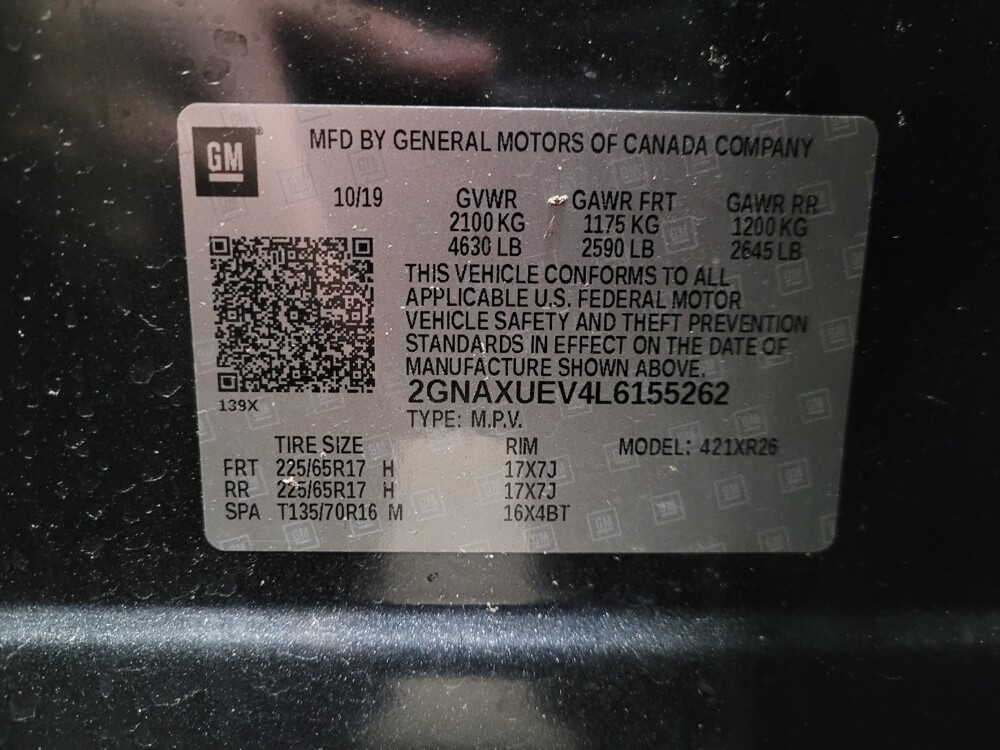 GM
MFD BY GENERAL MOTORS OF CANADA COMPANY
10/19 GVWR GAWR FRT GAWR RR
2100 KG 1175 KG 1200 KG
4630 LB 2590 LB 2645 LB
THIS VEHICLE CONFORMS TO ALL
APPLICABLE U.S. FEDERAL MOTOR
VEHICLE SAFETY AND THEFT PREVENTION
STANDARDS IN EFFECT ON THE DATE OF
MANUFACTURE SHOWN ABOVE.
2GNAXUEV4L6155262
139X
TYPE: M.P.V.
TIRE SIZE RIM MODEL: 421XR26
FRT 225/65R17 H 17X7J
RR 225/65R17 H 17X7J
SPA T135/70R16 M 16X4BT